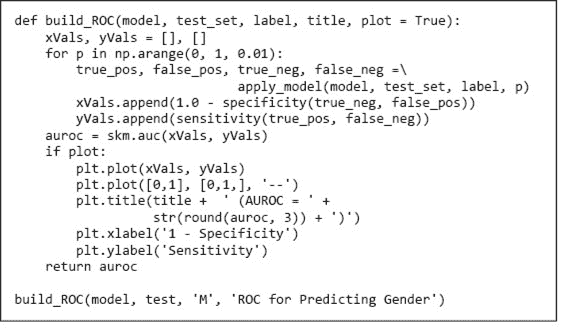 def build_ROC(model, test_set, label, title, plot = True):
    xVals, yVals = [], []
    for p in np.arange(0, 1, 0.01):
        true_pos, false_pos, true_neg, false_neg =\
                              apply_model(model, test_set, label, p)
        xVals.append(1.0 - specificity(true_neg, false_pos))
        yVals.append(sensitivity(true_pos, false_neg))
    auroc = skm.auc(xVals, yVals)
    if plot:
        plt.plot(xVals, yVals)
        plt.plot([0,1], [0,1,], '--')
        plt.title(title +  ' (AUROC = ' +
                  str(round(auroc, 3)) + ')')
        plt.xlabel('1 - Specificity')
        plt.ylabel('Sensitivity')
    return auroc

build_ROC(model, test, 'M', 'ROC for Predicting Gender')